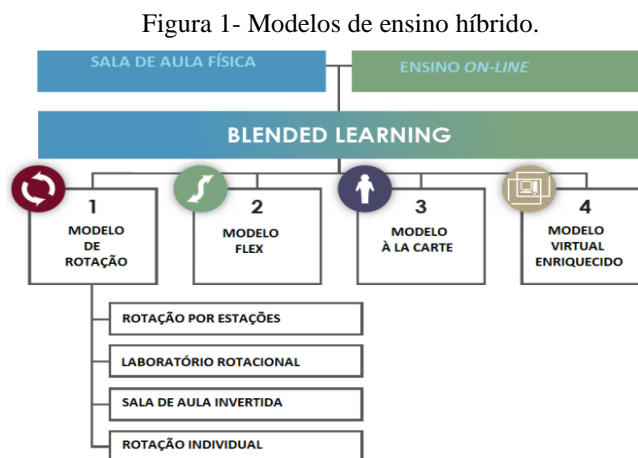 Figura 1- Modelos de ensino híbrido.
SALA DE AULA FÍSICA
ENSINO ON-LINE
BLENDED LEARNING
1
MODELO
DE
ROTAÇÃO
2
MODELO
FLEX
3
MODELO
À LA CARTE
4
MODELO
VIRTUAL
ENRIQUECIDO
ROTAÇÃO POR ESTAÇÕES
LABORATÓRIO ROTACIONAL
SALA DE AULA INVERTIDA
ROTAÇÃO INDIVIDUAL